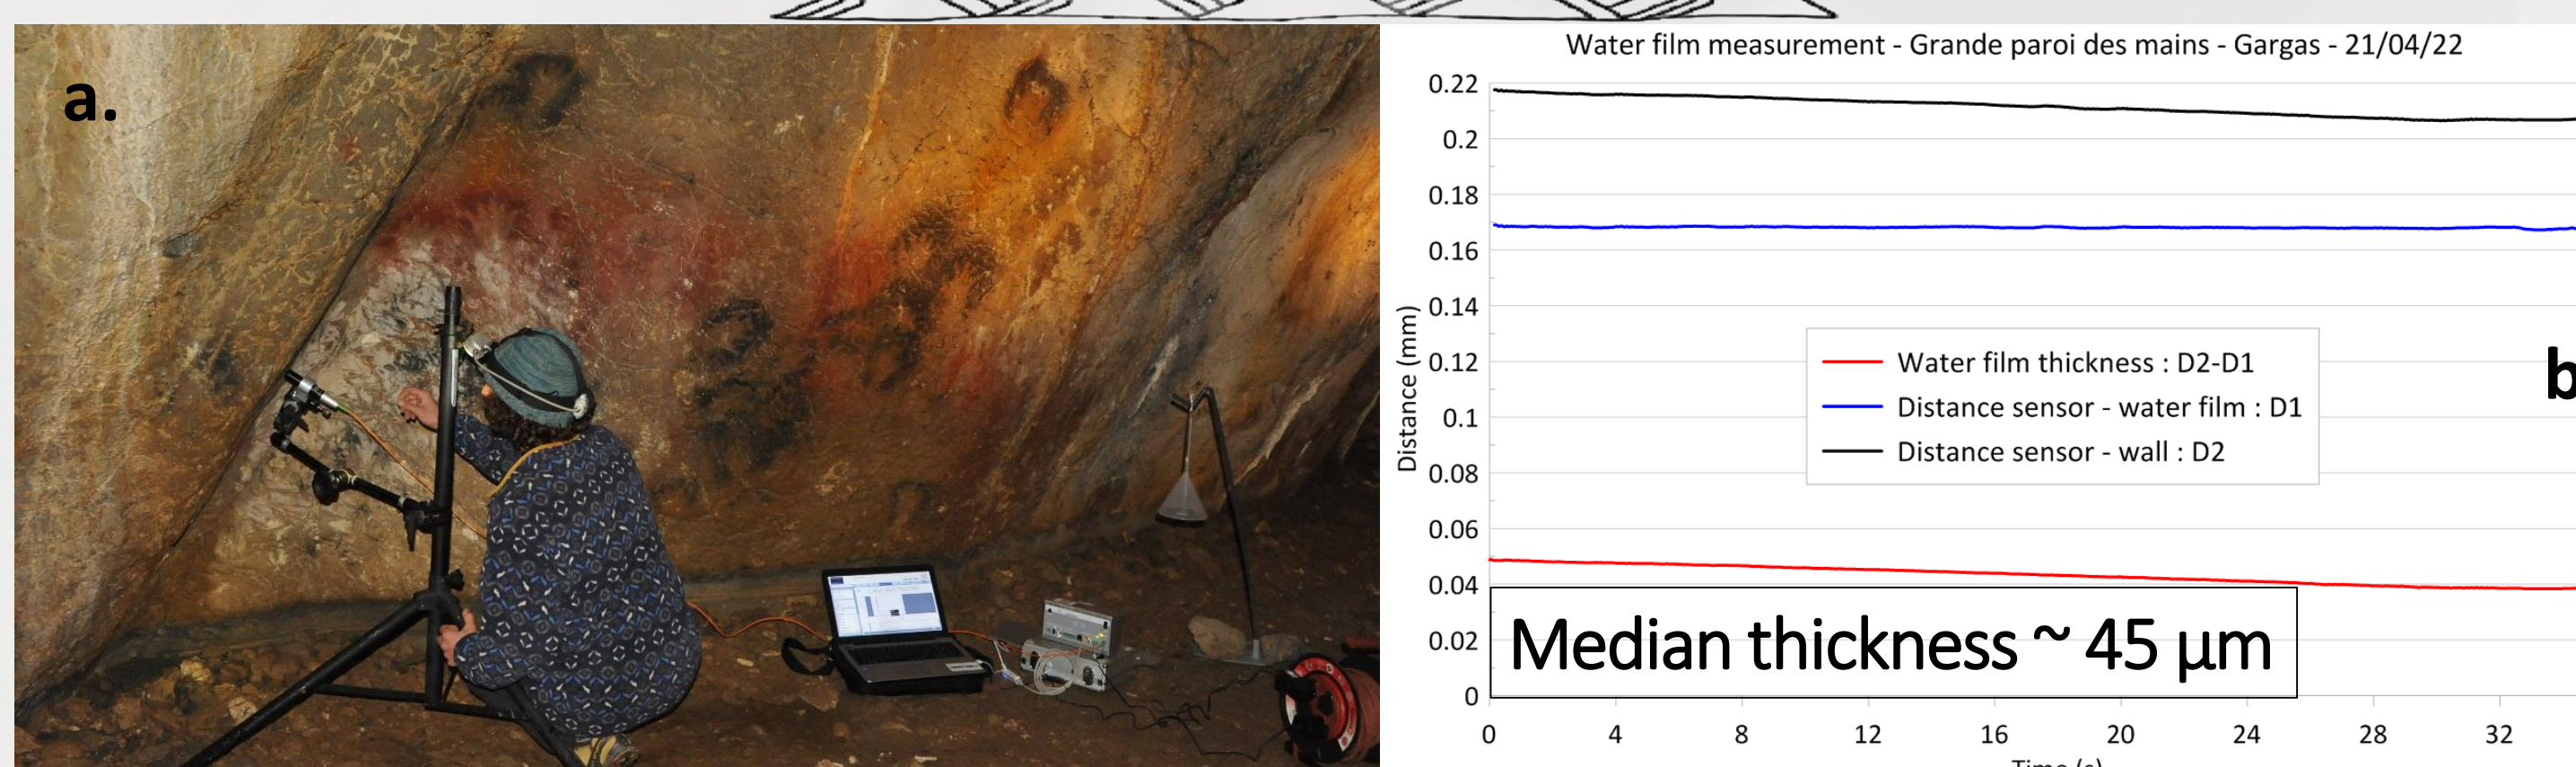 a.
Water film measurement - Grande paroi des mains - Gargas - 21/04/22
Distance (mm)
0.22
0.2
0.18
0.16
0.14
0.12
0.1
0.08
0.06
0.04
0.02
0
Water film thickness : D2-D1
Distance sensor - water film : D1
Distance sensor - wall : D2
b
Median thickness ~ 45 µm
0 4 8 12 16 20 24 28 32
Time (s)